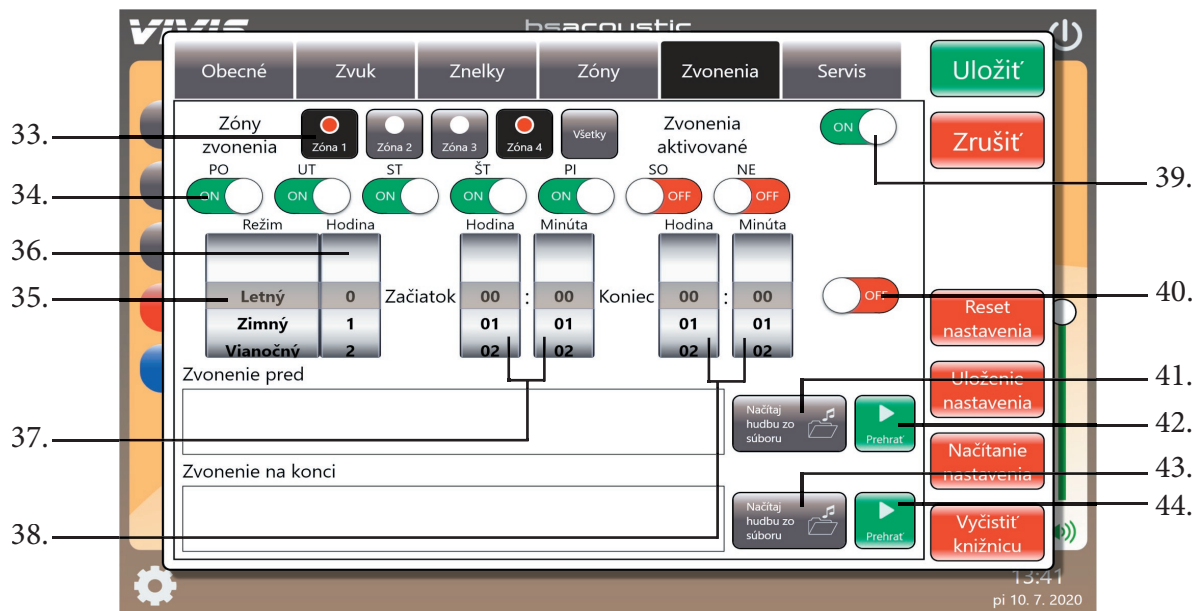 VIVIS bsacoustic
Obecné Zvuk Znelky Zóny Zvonenia Servis Uložiť
33. Zóny zvonenia Zóna 1 Zóna 2 Zóna 3 Zóna 4 Všetky Zvonenia aktivované ON Zrušiť
39.
PO UT ST ŠT PI SO NE
34. ON ON ON ON ON OFF OFF
Režim Hodina Hodina Minúta Hodina Minúta
36.
35. Letný 0 Začiatok 00 : 00 Koniec 00 : 00 OFF 40.
Zimný 1 01 01 01 01
Vianočný 2 02 02 02 02
Reset
nastavenia
Zvonenie pred
Uloženie
nastavenia
41.
Načítaj
hudbu zo
súboru
Prehrať
42.
37.
Načítanie
nastavenia
43.
Zvonenie na konci
Načítaj
hudbu zo
súboru
Prehrať
44.
38.
Vyčistiť
knižnicu
13:41
pi 10. 7. 2020